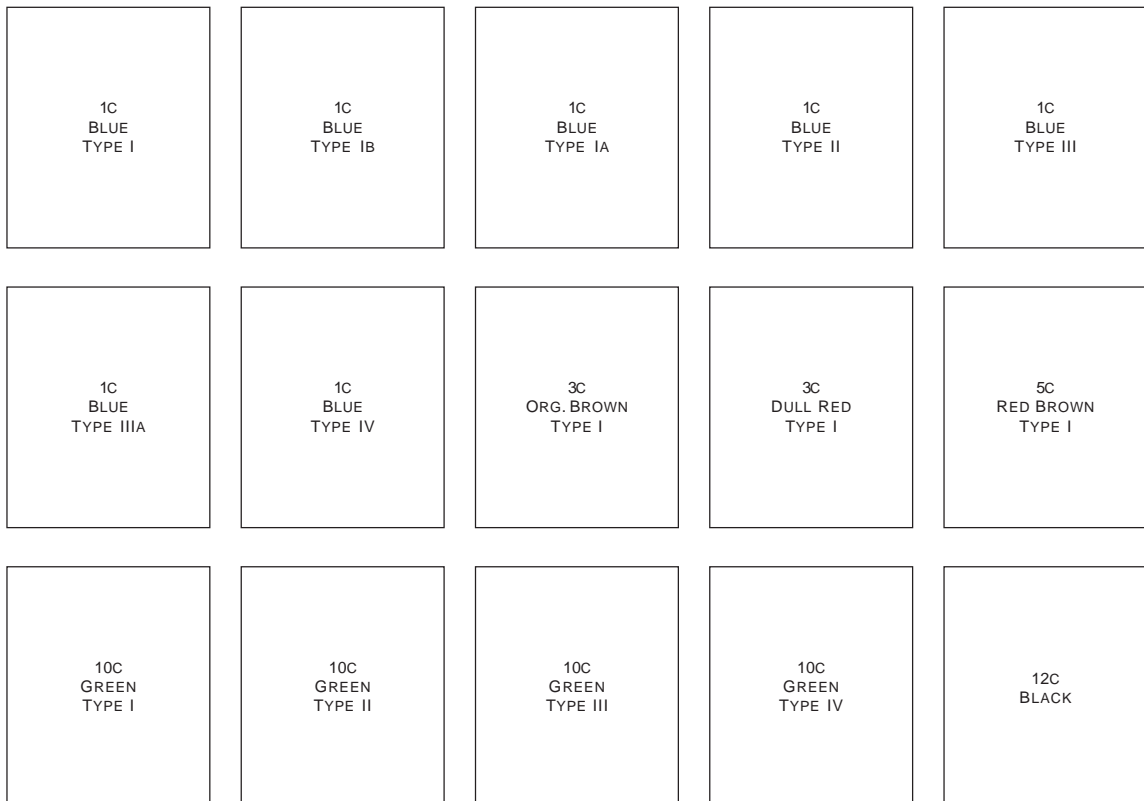 1C
BLUE
TYPE I
1C
BLUE
TYPE IB
1C
BLUE
TYPE IA
1C
BLUE
TYPE II
1C
BLUE
TYPE III
1C
BLUE
TYPE IIIA
1C
BLUE
TYPE IV
3C
ORG. BROWN
TYPE I
3C
DULL RED
TYPE I
5C
RED BROWN
TYPE I
10C
GREEN
TYPE I
10C
GREEN
TYPE II
10C
GREEN
TYPE III
10C
GREEN
TYPE IV
12C
BLACK